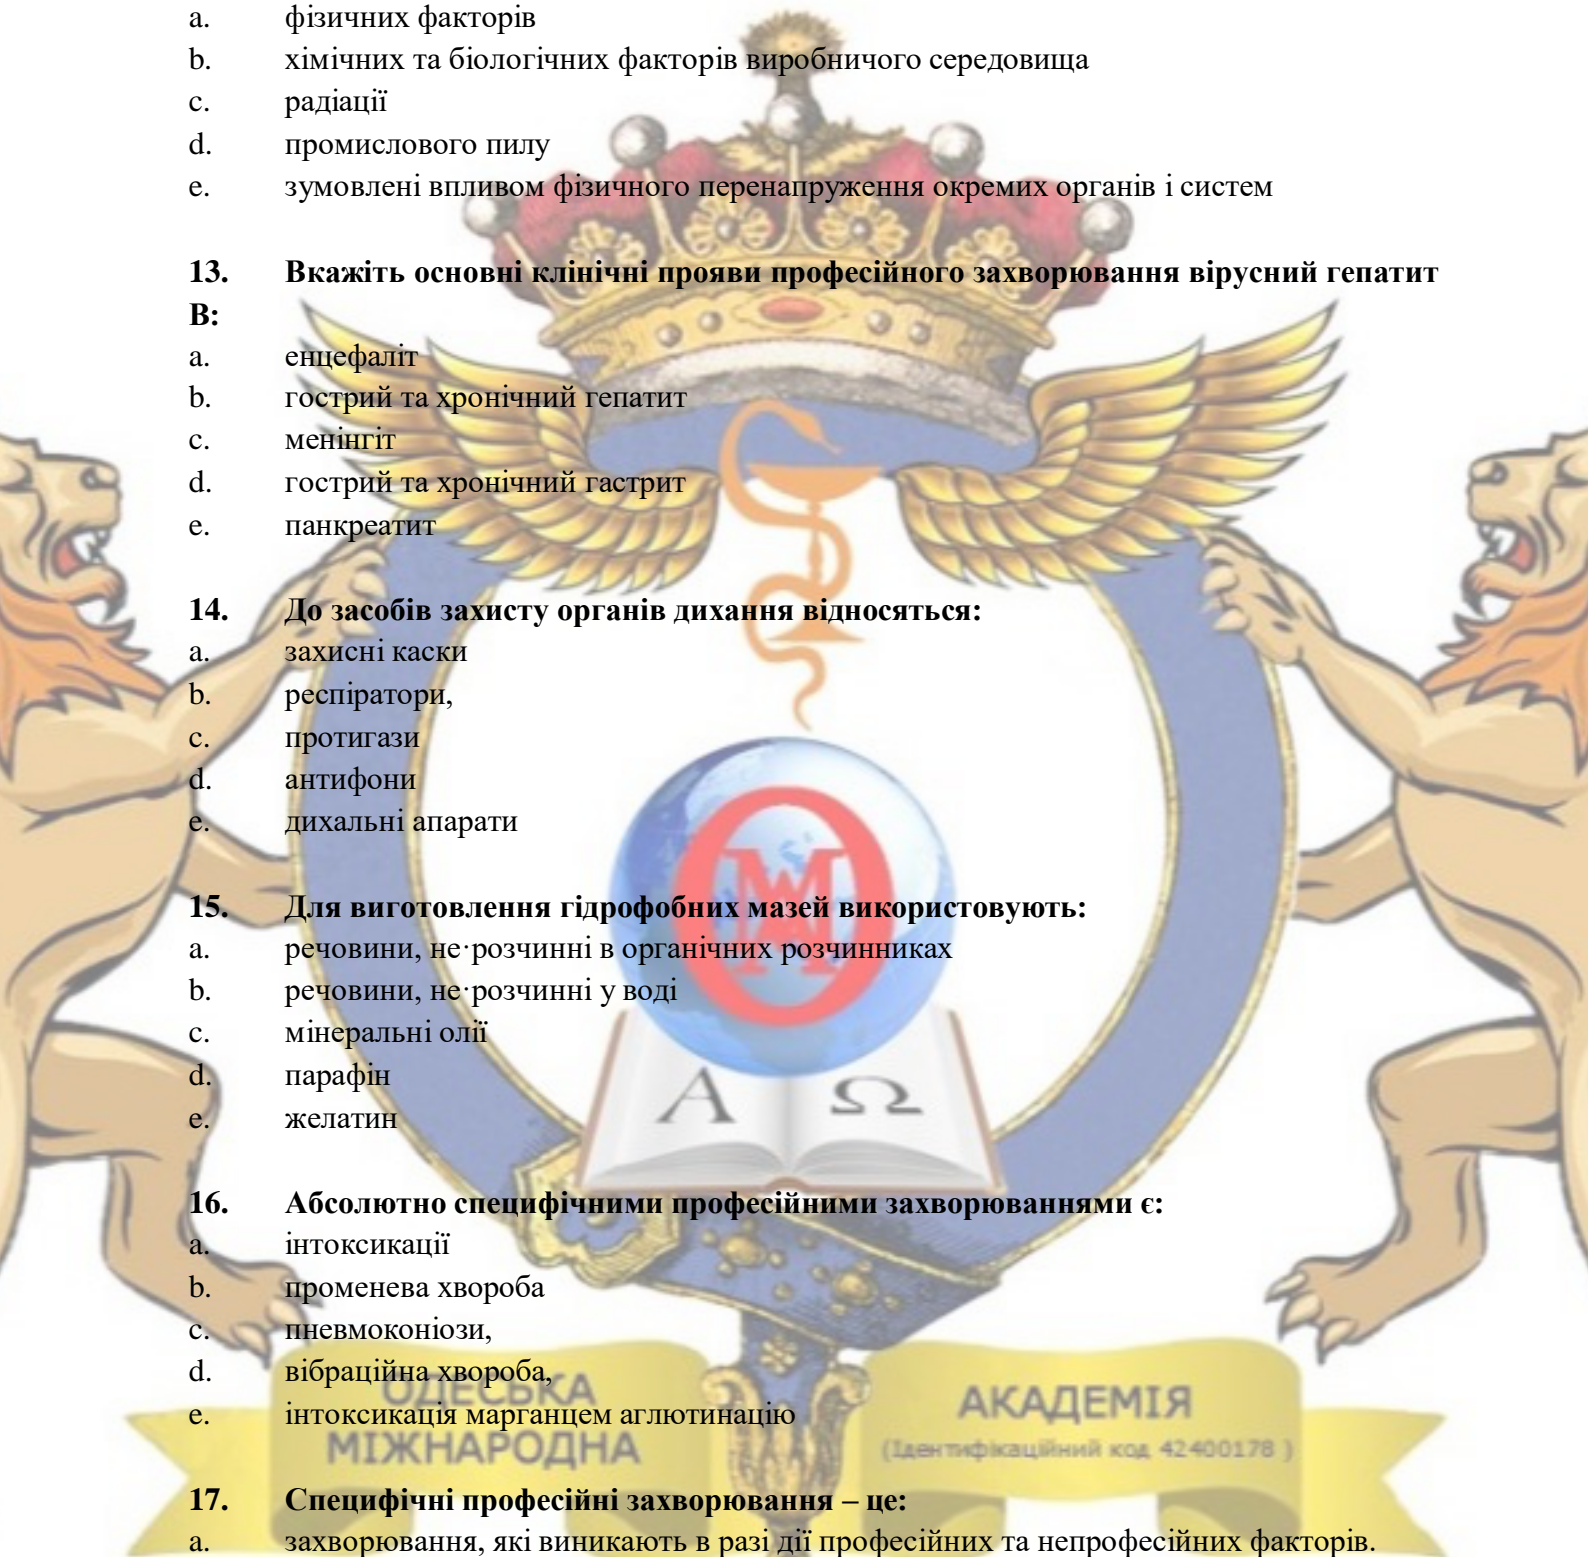 a. фізичних факторів
b. хімічних та біологічних факторів виробничого середовища
c. радіації
d. промислового пилу
e. зумовлені впливом фізичного перенапруження окремих органів і систем
13. Вкажіть основні клінічні прояви професійного захворювання вірусний гепатит
В:
a. енцефаліт
b. гострий та хронічний гепатит
c. менінгіт
d. гострий та хронічний гастрит
e. панкреатит
14. До засобів захисту органів дихання відносяться:
a. захисні каски
b. респіратори,
c. протигази
d. антифони
e. дихальні апарати
15. Для виготовлення гідрофобних мазей використовують:
a. речовини, не·розчинні в органічних розчинниках
b. речовини, не·розчинні у воді
c. мінеральні олії
d. парафін
e. желатин
Α Ω
16. Абсолютно специфічними професійними захворюваннями є:
a. інтоксикації
b. променева хвороба
c. пневмоконіози,
d. вібраційна хвороба,
e. інтоксикація марганцем аглютинацію
ОДЕСЬКА
МІЖНАРОДНА
АКАДЕМІЯ
(Ідентифікаційний код 42400178 )
17. Специфічні професійні захворювання – це:
a. захворювання, які виникають в разі дії професійних та непрофесійних факторів.